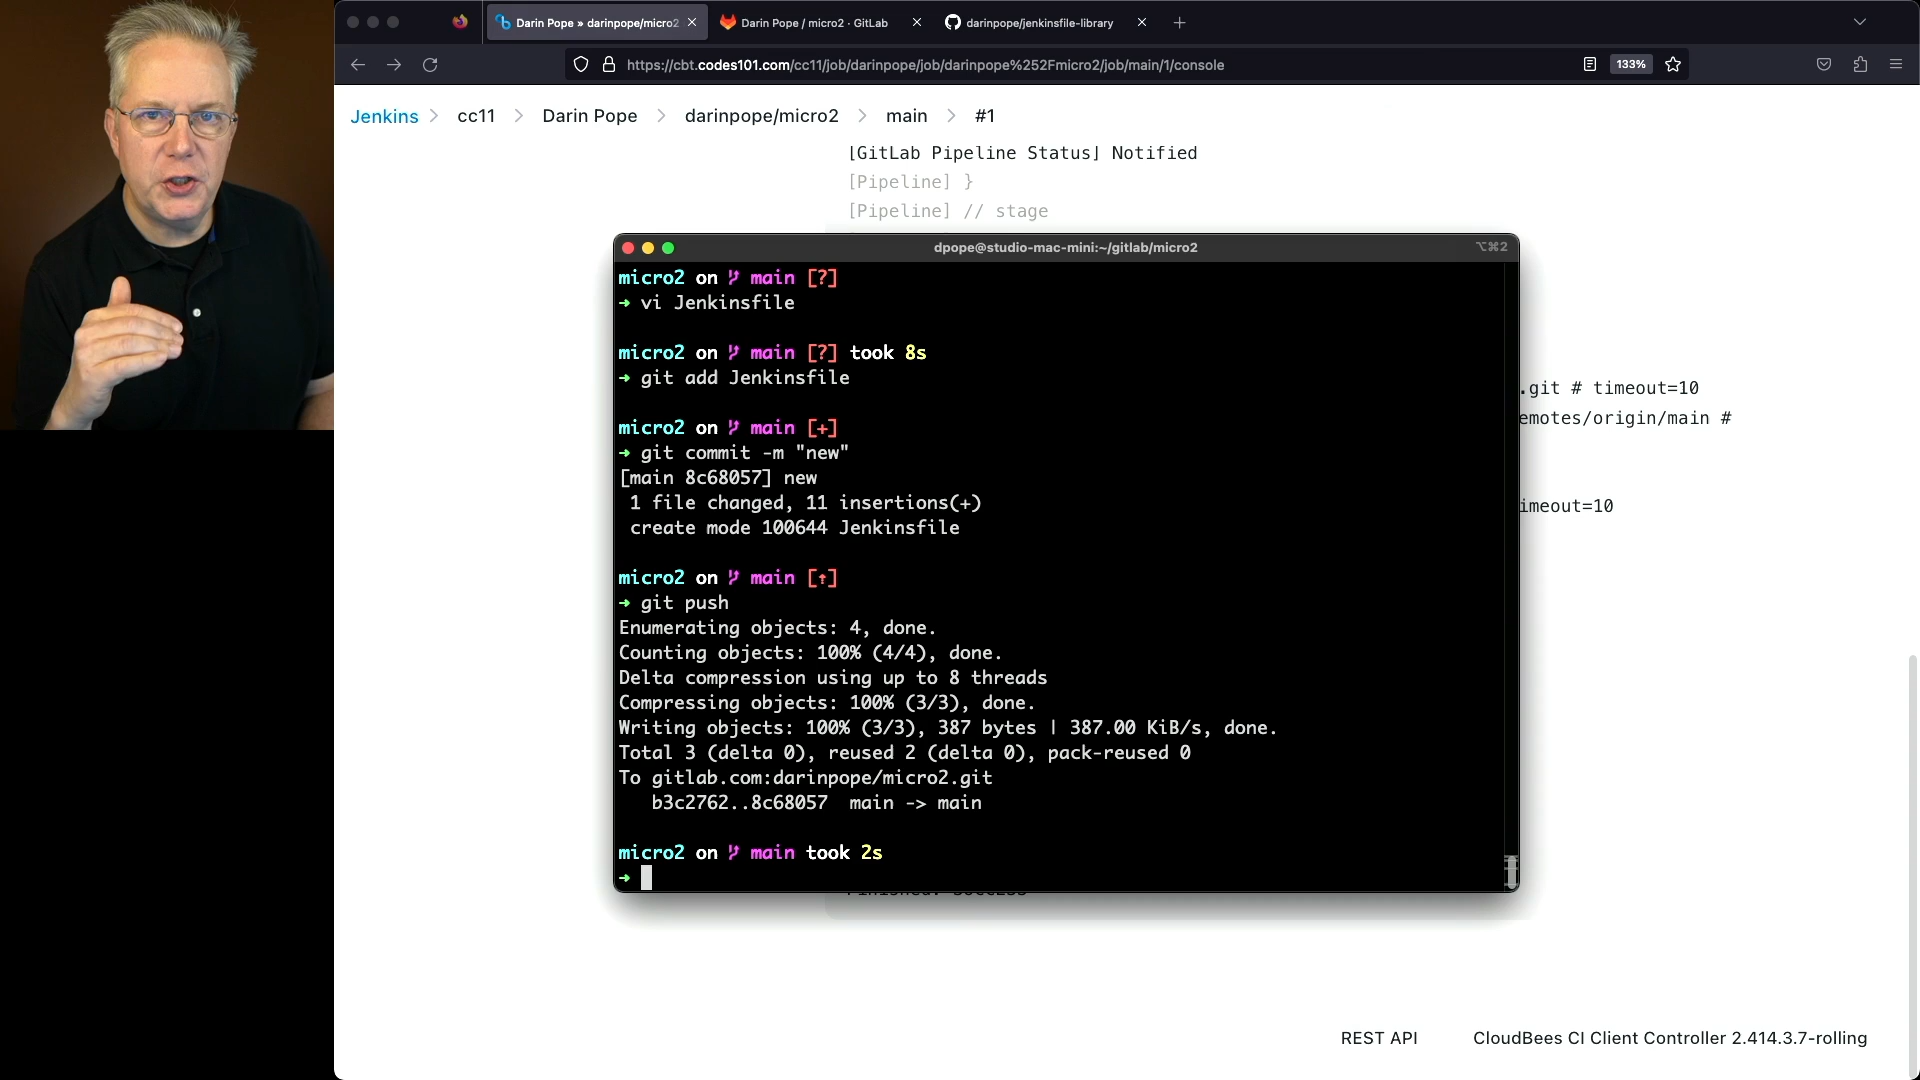 Darin Pope » darinpope/micro2
Darin Pope / micro2 · GitLab
darinpope/jenkinsfile-library
https://cbt.codes101.com/cc11/job/darinpope/job/darinpope%252Fmicro2/job/main/1/console
133%
Jenkins > cc11 > Darin Pope > darinpope/micro2 > main > #1
[GitLab Pipeline Status] Notified
[Pipeline] }
[Pipeline] // stage
dpope@studio-mac-mini:~/gitlab/micro2
⌥⌘2
micro2 on main [?]
➜ vi Jenkinsfile
micro2 on main [?] took 8s
➜ git add Jenkinsfile
micro2 on main [+]
➜ git commit -m "new"
[main 8c68057] new
1 file changed, 11 insertions(+)
create mode 100644 Jenkinsfile
micro2 on main [↑]
➜ git push
Enumerating objects: 4, done.
Counting objects: 100% (4/4), done.
Delta compression using up to 8 threads
Compressing objects: 100% (3/3), done.
Writing objects: 100% (3/3), 387 bytes | 387.00 KiB/s, done.
Total 3 (delta 0), reused 2 (delta 0), pack-reused 0
To gitlab.com:darinpope/micro2.git
b3c2762..8c68057 main -> main
micro2 on main took 2s
➜
.git # timeout=10
emotes/origin/main #
imeout=10
REST API
CloudBees CI Client Controller 2.414.3.7-rolling